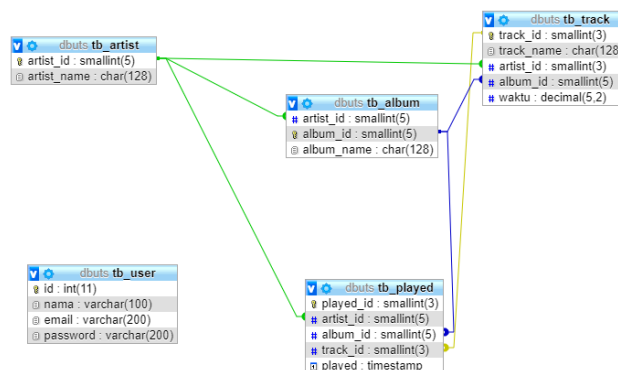 dbuts tb_artist
artist_id : smallint(5)
artist_name : char(128)
dbuts tb_track
track_id : smallint(3)
track_name : char(128
artist_id : smallint(3)
album_id : smallint(5)
waktu : decimal(5,2)
dbuts tb_album
artist_id : smallint(5)
album_id : smallint(5)
album_name : char(128)
dbuts tb_user
id : int(11)
nama : varchar(100)
email : varchar(200)
password : varchar(200)
dbuts tb_played
played_id : smallint(3)
artist_id : smallint(5)
album_id : smallint(5)
track_id : smallint(3)
played : timestamp